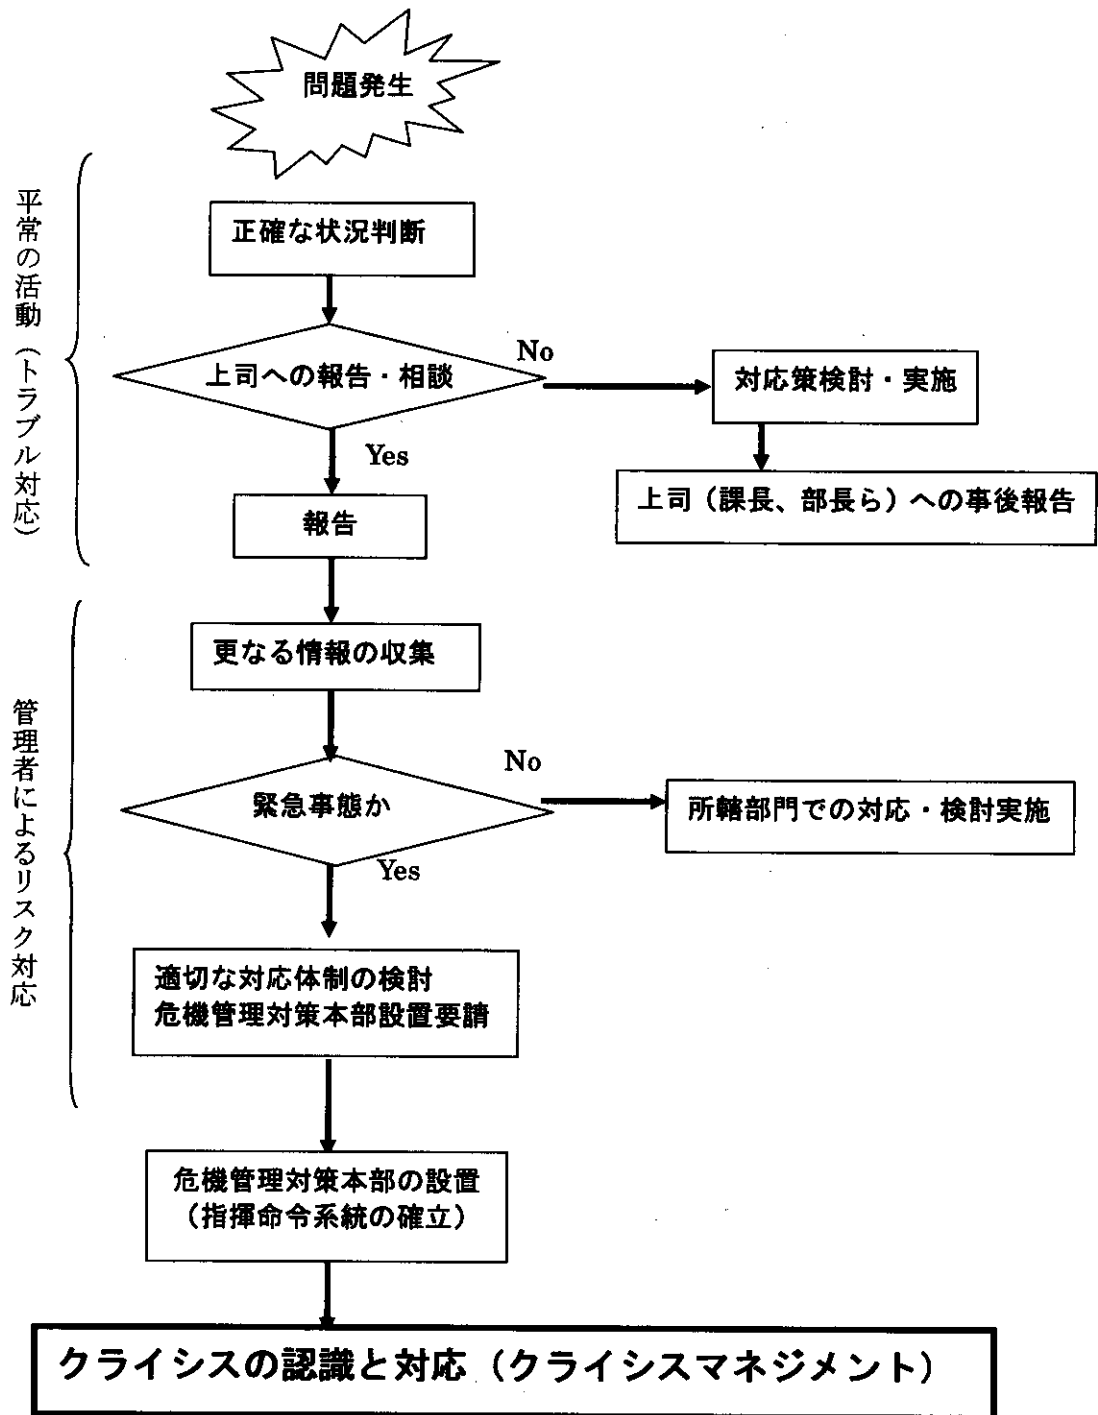 問題発生
平常の活動（トラブル対応）
正確な状況判断
上司への報告・相談
No
対応策検討・実施
Yes
上司（課長、部長ら）への事後報告
報告
管理者によるリスク対応
更なる情報の収集
緊急事態か
No
所轄部門での対応・検討実施
Yes
適切な対応体制の検討
危機管理対策本部設置要請
危機管理対策本部の設置
（指揮命令系統の確立）
クライシスの認識と対応（クライシスマネジメント）